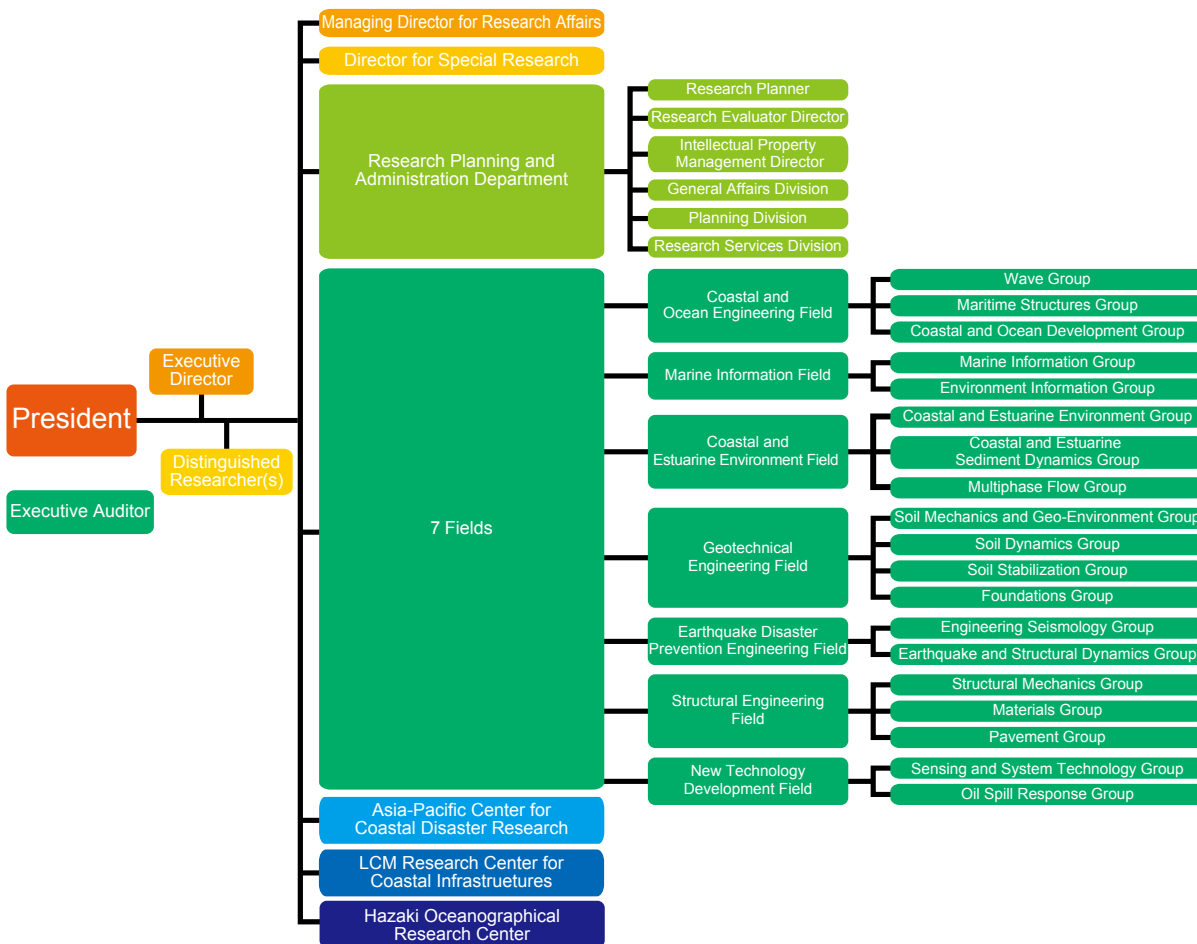 Managing Director for Research Affairs
Director for Special Research
Research Planning and
Administration Department
Research Planner
Research Evaluator Director
Intellectual Property
Management Director
General Affairs Division
Planning Division
Research Services Division
President
Executive
Director
Distinguished
Researcher(s)
Executive Auditor
7 Fields
Coastal and
Ocean Engineering Field
Wave Group
Maritime Structures Group
Coastal and Ocean Development Group
Marine Information Field
Marine Information Group
Environment Information Group
Coastal and
Estuarine Environment Field
Coastal and Estuarine Environment Group
Coastal and Estuarine
Sediment Dynamics Group
Multiphase Flow Group
Geotechnical
Engineering Field
Soil Mechanics and Geo-Environment Group
Soil Dynamics Group
Soil Stabilization Group
Foundations Group
Earthquake Disaster
Prevention Engineering Field
Engineering Seismology Group
Earthquake and Structural Dynamics Group
Structural Engineering
Field
Structural Mechanics Group
Materials Group
Pavement Group
New Technology
Development Field
Sensing and System Technology Group
Oil Spill Response Group
Asia-Pacific Center for
Coastal Disaster Research
LCM Research Center for
Coastal Infrastruetures
Hazaki Oceanographical
Research Center